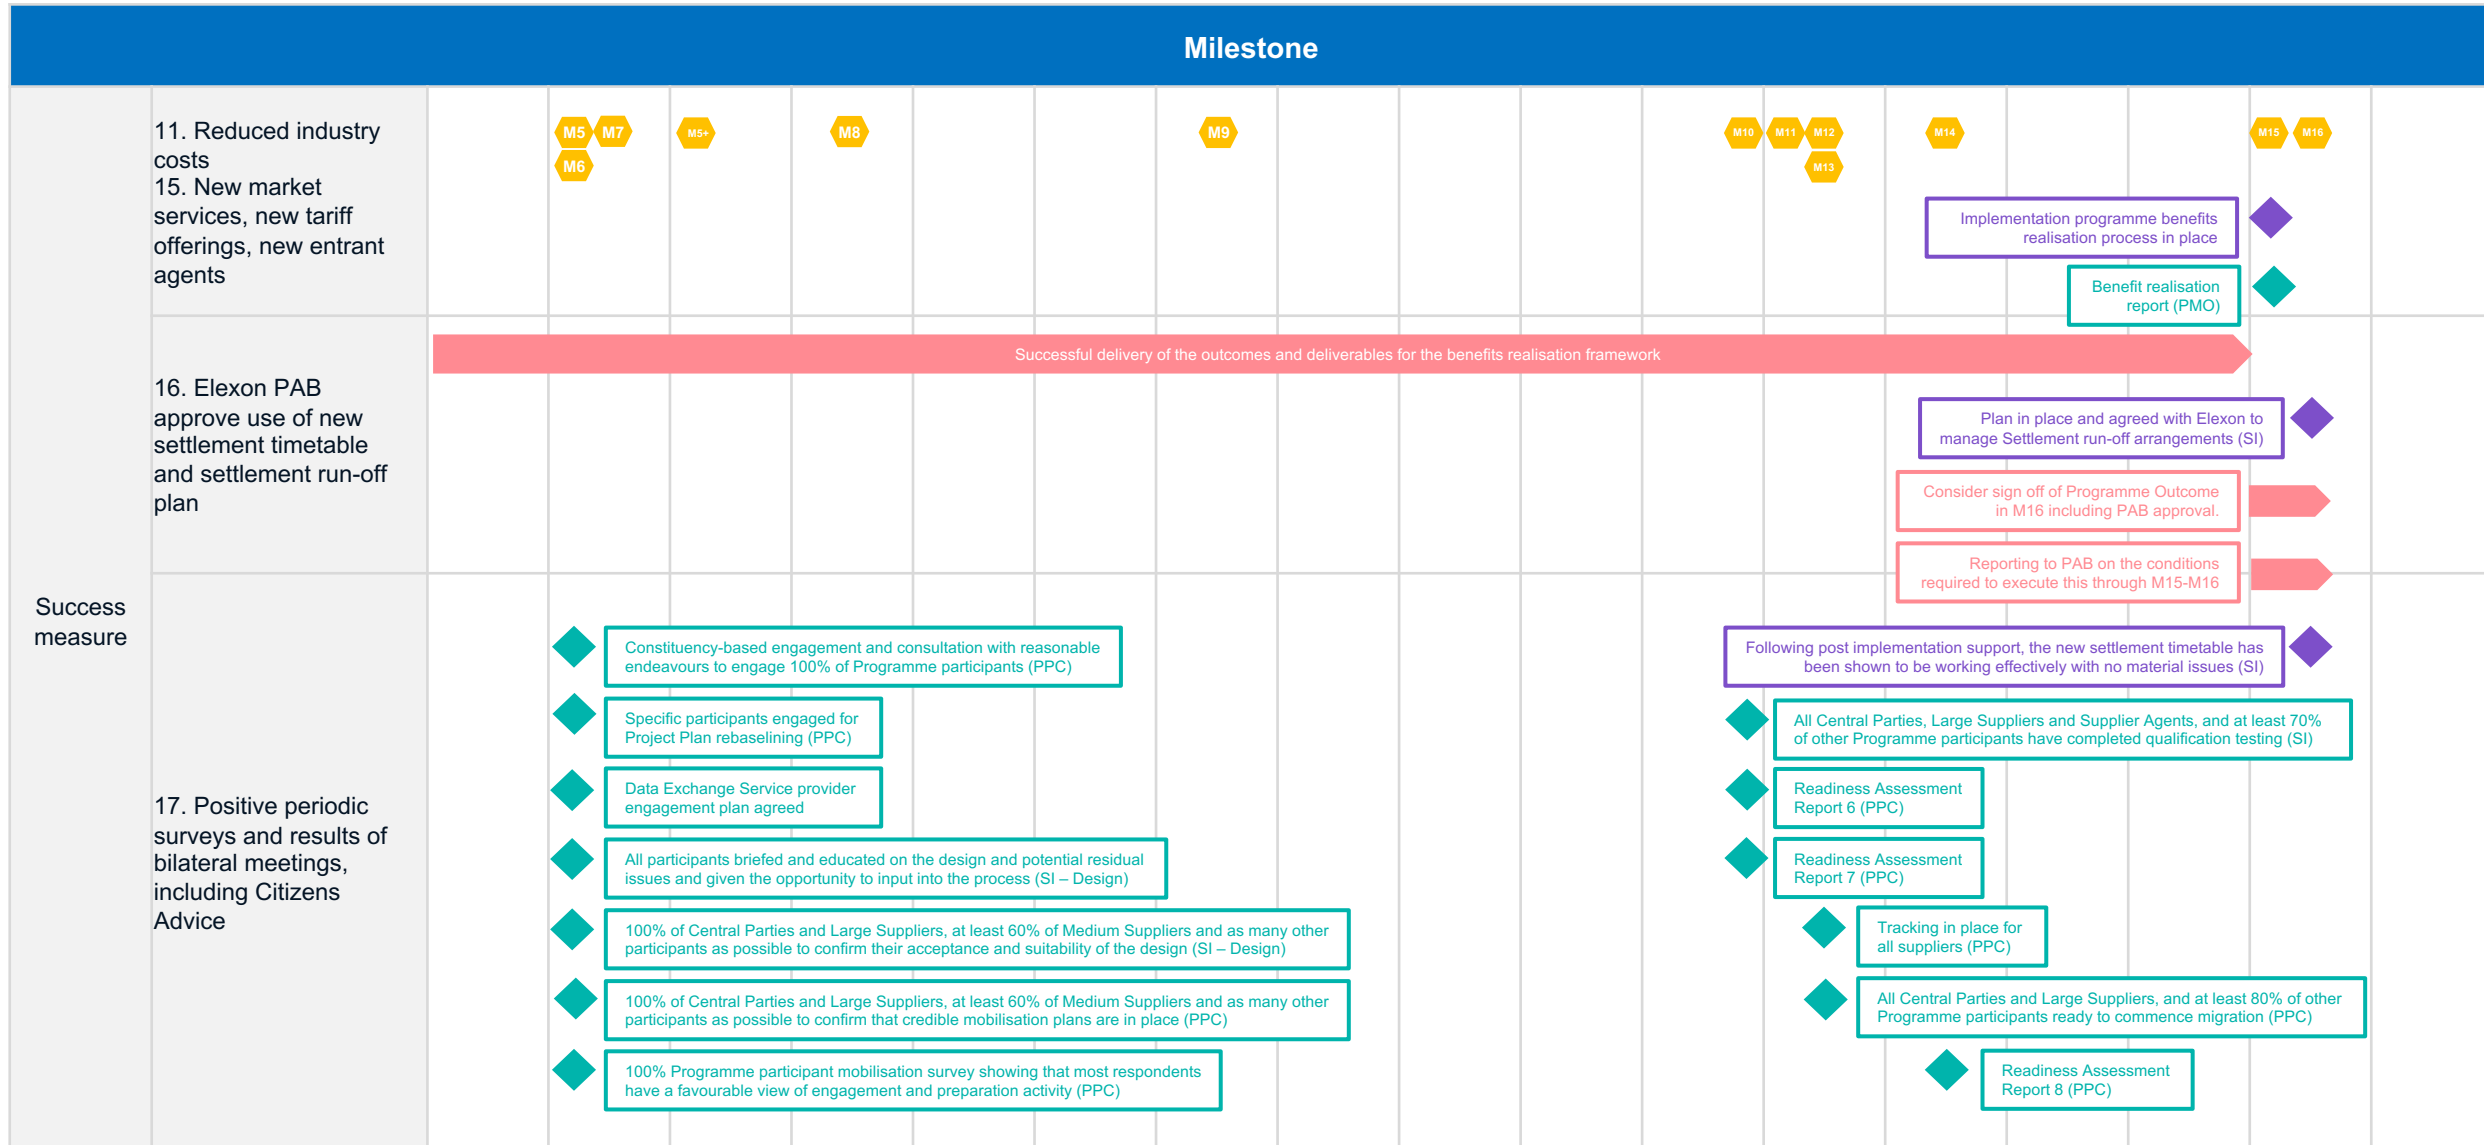 Milestone
Success
measure
11. Reduced industry
costs
15. New market
services, new tariff
offerings, new entrant
agents
M5
M7
M5+
M8
M9
M10
M11
M12
M14
M15
M16
M6
M13
Implementation programme benefits
realisation process in place
Benefit realisation
report (PMO)
16. Elexon PAB
approve use of new
settlement timetable
and settlement run-off
plan
Successful delivery of the outcomes and deliverables for the benefits realisation framework
Plan in place and agreed with Elexon to
manage Settlement run-off arrangements (SI)
Consider sign off of Programme Outcome
in M16 including PAB approval.
Reporting to PAB on the conditions
required to execute this through M15-M16
17. Positive periodic
surveys and results of
bilateral meetings,
including Citizens
Advice
Constituency-based engagement and consultation with reasonable
endeavours to engage 100% of Programme participants (PPC)
Specific participants engaged for
Project Plan rebaselining (PPC)
Data Exchange Service provider
engagement plan agreed
All participants briefed and educated on the design and potential residual
issues and given the opportunity to input into the process (SI – Design)
100% of Central Parties and Large Suppliers, at least 60% of Medium Suppliers and as many other
participants as possible to confirm their acceptance and suitability of the design (SI – Design)
100% of Central Parties and Large Suppliers, at least 60% of Medium Suppliers and as many other
participants as possible to confirm that credible mobilisation plans are in place (PPC)
100% Programme participant mobilisation survey showing that most respondents
have a favourable view of engagement and preparation activity (PPC)
Following post implementation support, the new settlement timetable has
been shown to be working effectively with no material issues (SI)
All Central Parties, Large Suppliers and Supplier Agents, and at least 70%
of other Programme participants have completed qualification testing (SI)
Readiness Assessment
Report 6 (PPC)
Readiness Assessment
Report 7 (PPC)
Tracking in place for
all suppliers (PPC)
All Central Parties and Large Suppliers, and at least 80% of other
Programme participants ready to commence migration (PPC)
Readiness Assessment
Report 8 (PPC)